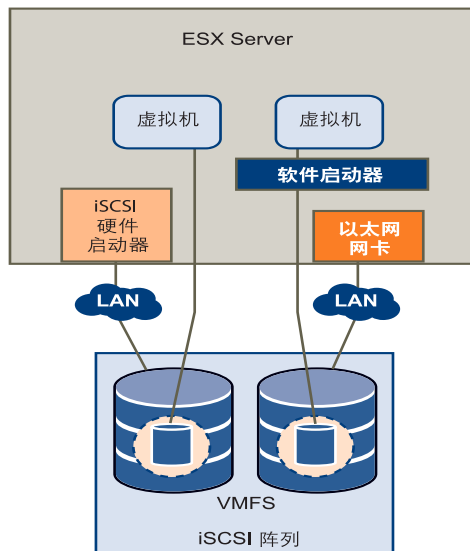 ESX Server
虚拟机
虚拟机
软件启动器
iSCSI
硬件
启动器
以太网
网卡
LAN
LAN
VMFS
iSCSI 阵列